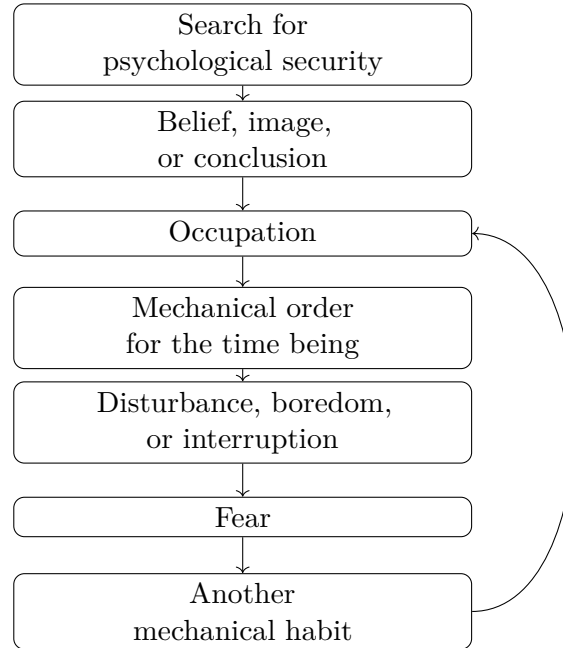 Search for
psychological security
Belief, image,
or conclusion
Occupation
Mechanical order
for the time being
Disturbance, boredom,
or interruption
Fear
Another
mechanical habit